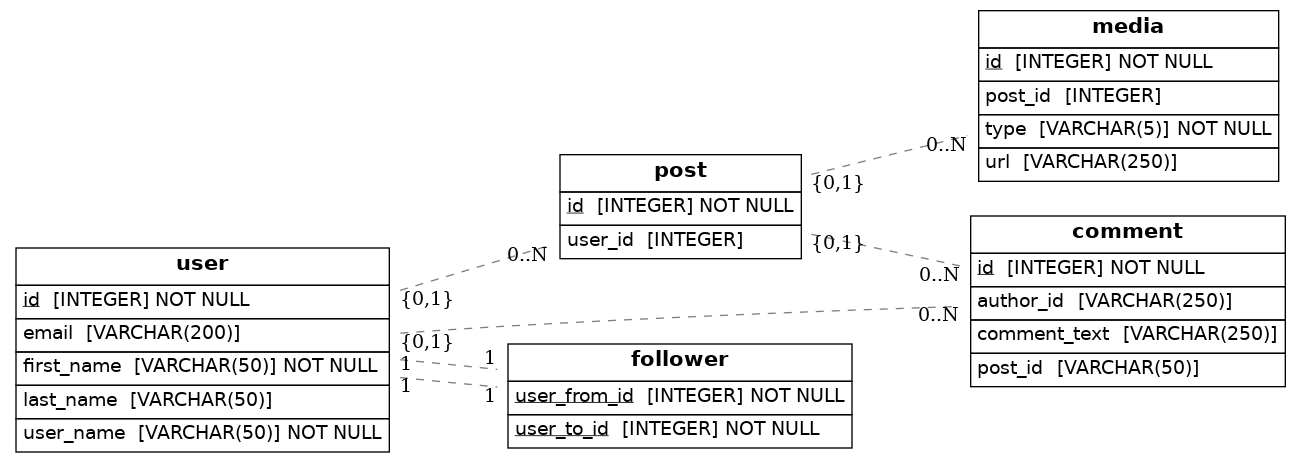 media
id [INTEGER] NOT NULL
post_id [INTEGER]
type [VARCHAR(5)] NOT NULL
url [VARCHAR(250)]
0..N
{0,1}
post
id [INTEGER] NOT NULL
user_id [INTEGER]
{0,1}
0..N
comment
id [INTEGER] NOT NULL
author_id [VARCHAR(250)]
comment_text [VARCHAR(250)]
post_id [VARCHAR(50)]
0..N
{0,1}
0..N
{0,1}
user
id [INTEGER] NOT NULL
email [VARCHAR(200)]
first_name [VARCHAR(50)] NOT NULL
last_name [VARCHAR(50)]
user_name [VARCHAR(50)] NOT NULL
1
1
1
1
follower
user_from_id [INTEGER] NOT NULL
user_to_id [INTEGER] NOT NULL